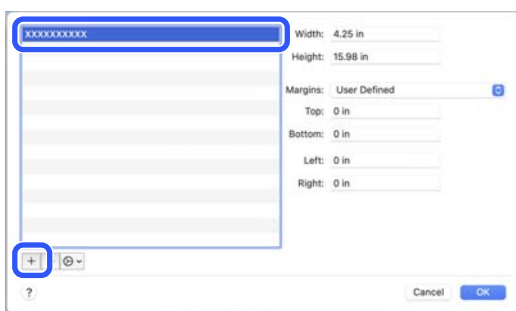 XXXXXXXXXX
Width: 4.25 in
Height: 15.98 in
Margins: User Defined
Top: 0 in
Bottom: 0 in
Left: 0 in
Right: 0 in
+
?
Cancel OK